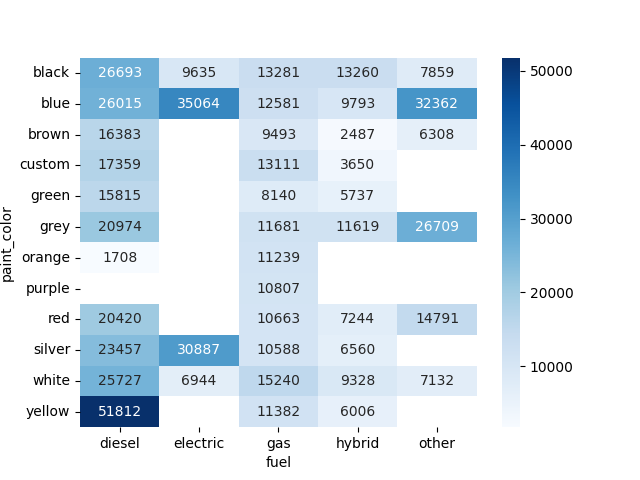 black 26693 9635 13281 13260 7859
blue 26015 35064 12581 9793 32362
brown 16383 9493 2487 6308
custom 17359 13111 3650
green 15815 8140 5737
grey 20974 11681 11619 26709
orange 1708 11239
purple 10807
red 20420 10663 7244 14791
silver 23457 30887 10588 6560
white 25727 6944 15240 9328 7132
yellow 51812 11382 6006
diesel electric gas hybrid other
fuel
paint_color
50000
40000
30000
20000
10000